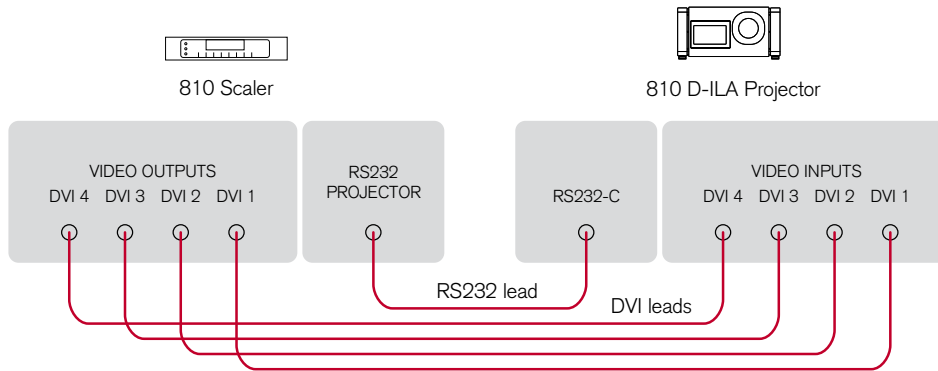 810 Scaler
810 D-ILA Projector
VIDEO OUTPUTS
DVI 4 DVI 3 DVI 2 DVI 1
RS232
PROJECTOR
RS232-C
VIDEO INPUTS
DVI 4 DVI 3 DVI 2 DVI 1
RS232 lead
DVI leads